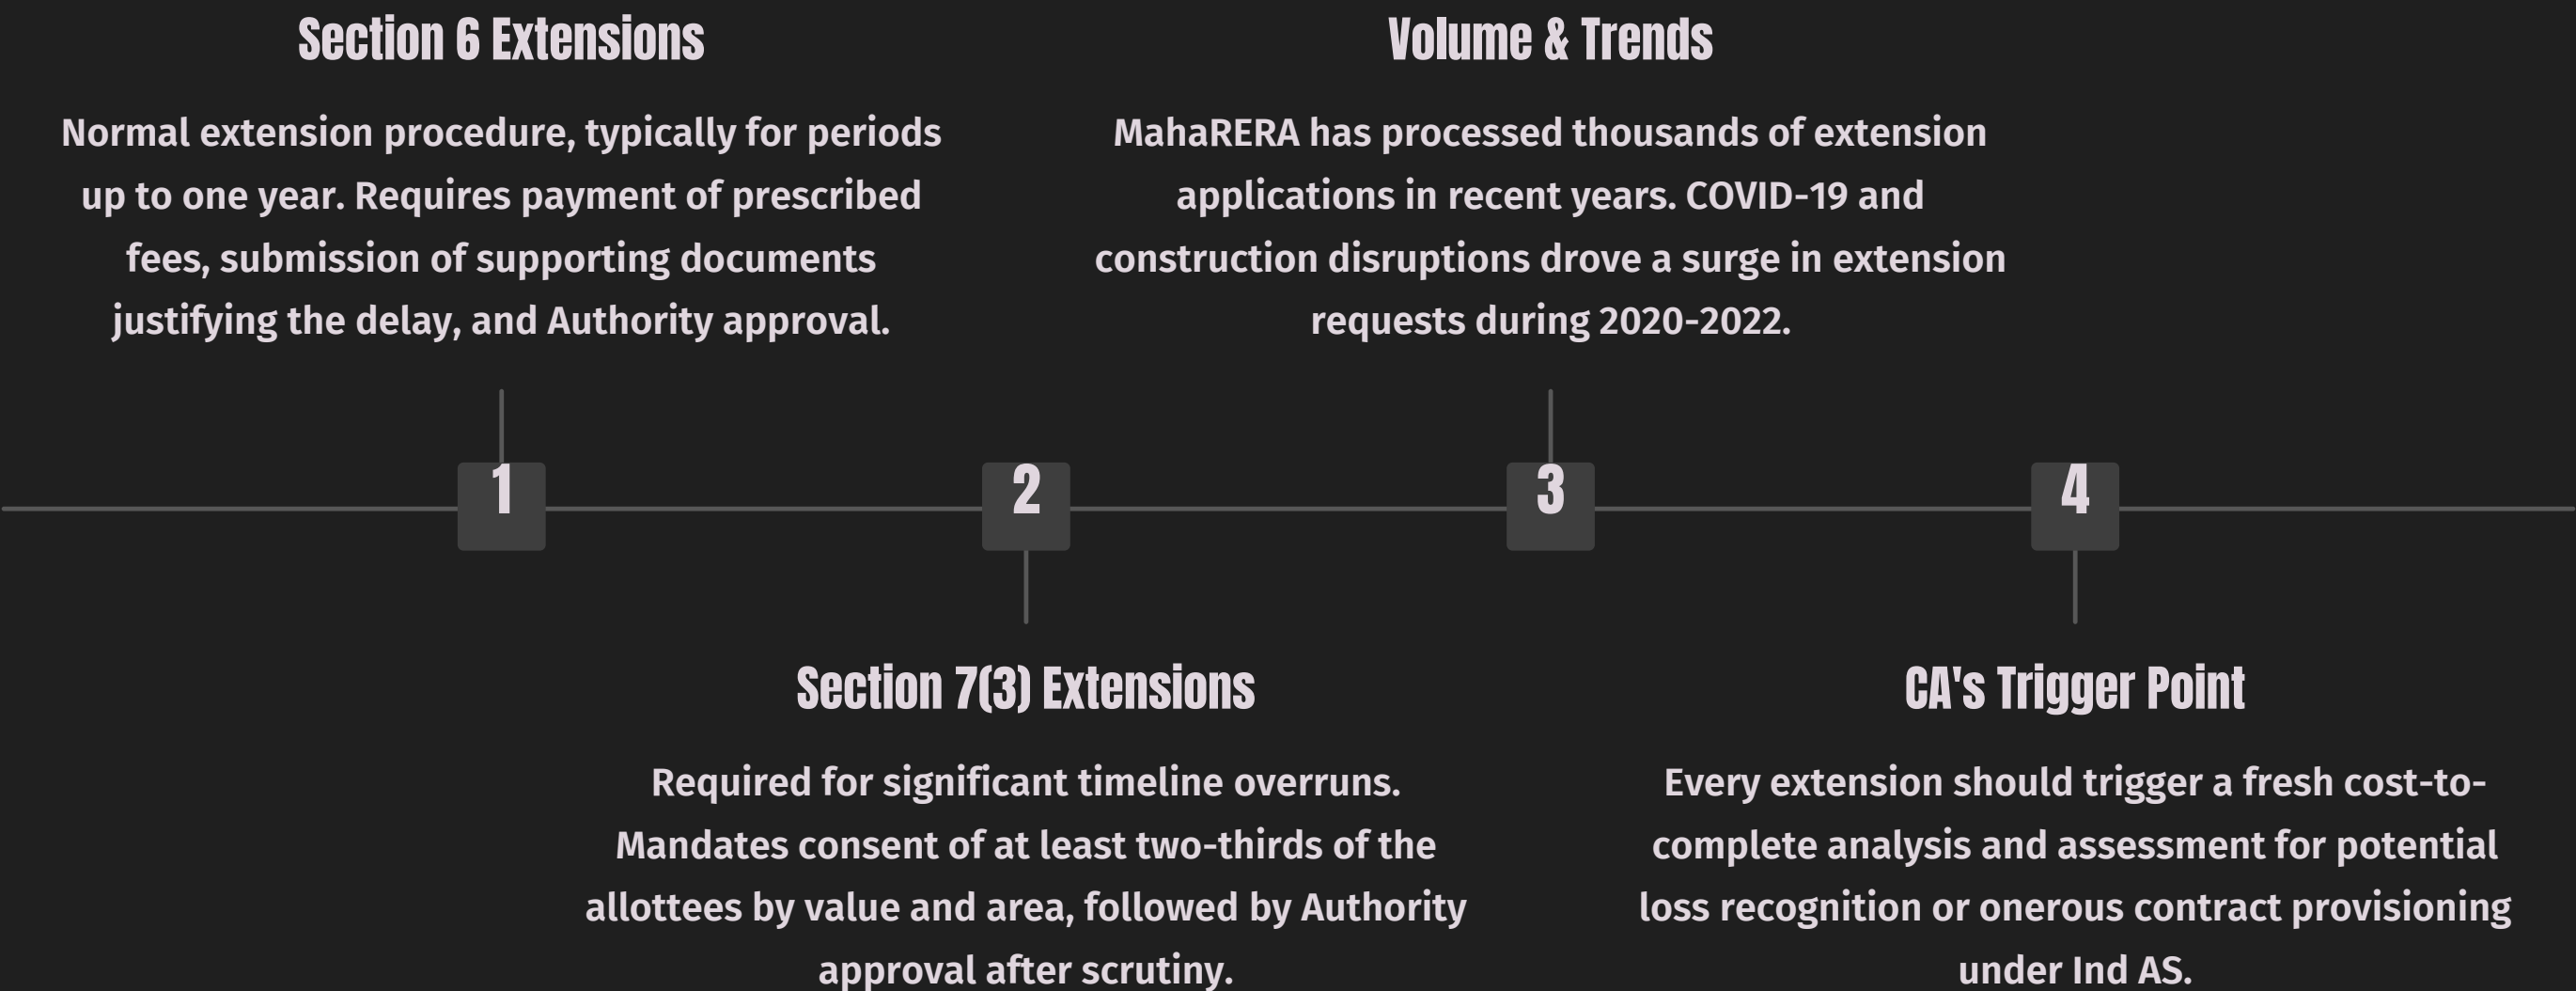 Section 6 Extensions
Normal extension procedure, typically for periods
up to one year. Requires payment of prescribed
fees, submission of supporting documents
justifying the delay, and Authority approval.
Volume & Trends
MahaRERA has processed thousands of extension
applications in recent years. COVID-19 and
construction disruptions drove a surge in extension
requests during 2020-2022.
1
2
3
4
Section 7(3) Extensions
Required for significant timeline overruns.
Mandates consent of at least two-thirds of the
allottees by value and area, followed by Authority
approval after scrutiny.
CA's Trigger Point
Every extension should trigger a fresh cost-to-
complete analysis and assessment for potential
loss recognition or onerous contract provisioning
under Ind AS.